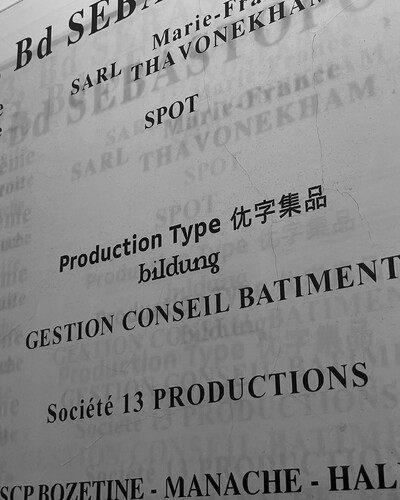 Bd SEBA
Marie-Fra
SARL THAVONEKHAM
SPOT
Production Type 优字集品
bildung
GESTION CONSEIL BATIMENT
Société 13 PRODUCTIONS
SCP BOZETINE - MANACHE - HAL